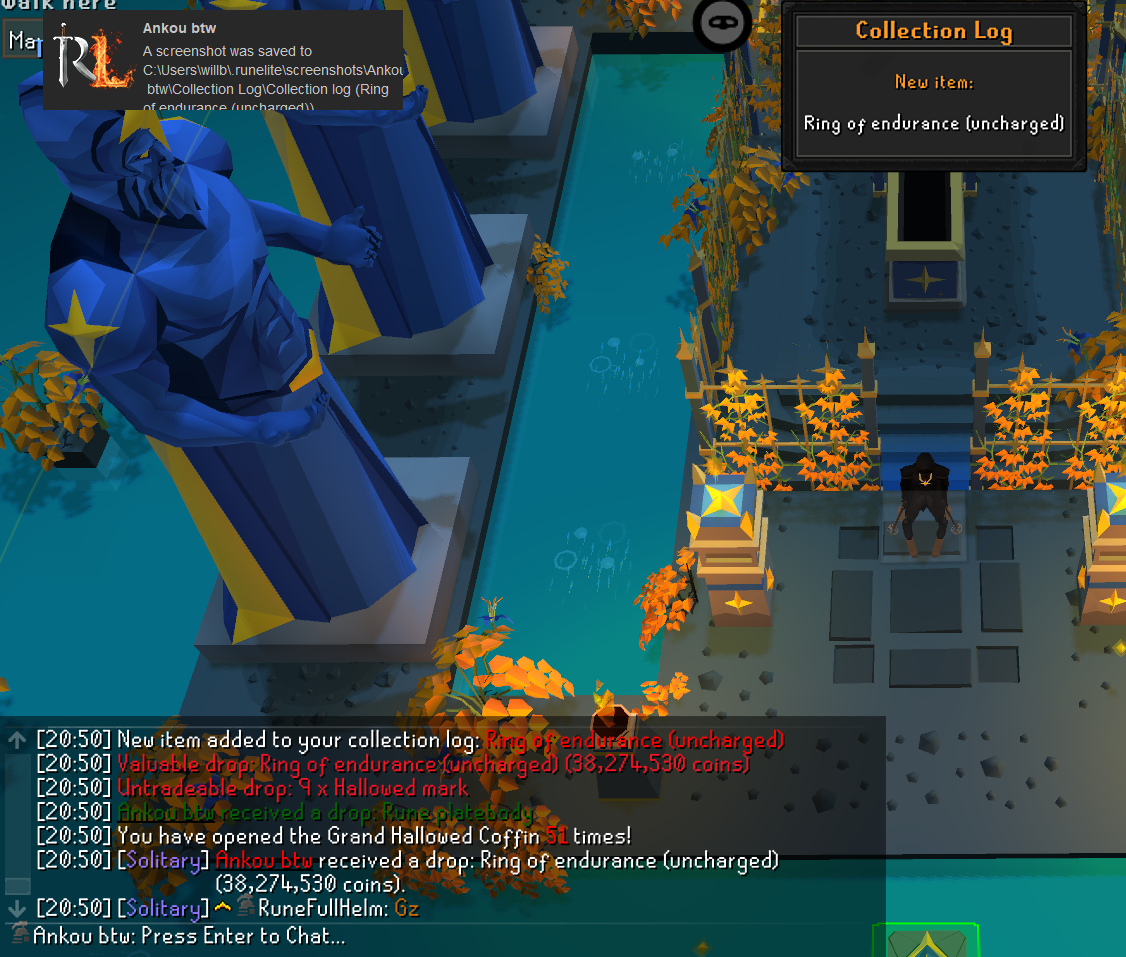 Walk here
Ma
RL
Ankou btw
A screenshot was saved to
C:\Users\willb\.runelite\screenshots\Ankou
btw\Collection Log\Collection log (Ring
of endurance (uncharged))
Collection Log
New item:
Ring of endurance (uncharged)
[20:50] New item added to your collection log: Ring of endurance (uncharged)
[20:50] Valuable drop: Ring of endurance (uncharged) (38,274,530 coins)
[20:50] Untradeable drop: 9 x Hallowed mark
[20:50] Ankou btw received a drop: Rune platebody.
[20:50] You have opened the Grand Hallowed Coffin 51 times!
[20:50] [Solitary] Ankou btw received a drop: Ring of endurance (uncharged)
(38,274,530 coins).
[20:50] [Solitary] RuneFullHelm: Gz
Ankou btw: Press Enter to Chat...